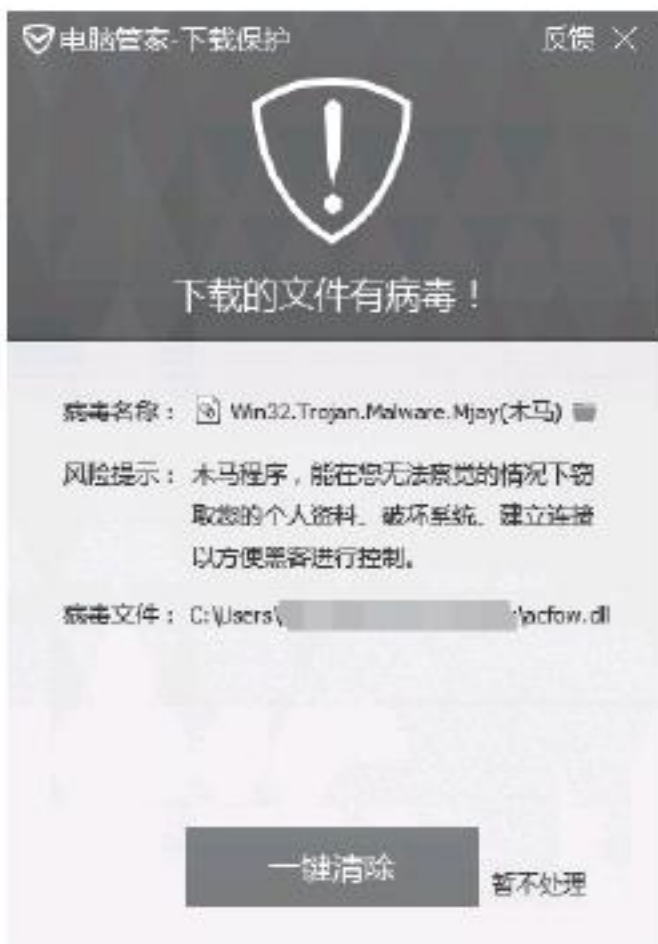 电脑管家-下载保护 反馈
下载的文件有病毒！
病毒名称： Win32.Trojan.Malware.Mjay(木马)
风险提示： 木马程序，能在您无法察觉的情况下窃
取您的个人资料、破坏系统、建立连接
以方便黑客进行控制。
病毒文件： C:\Users\ \acfow.dll
一键清除 暂不处理